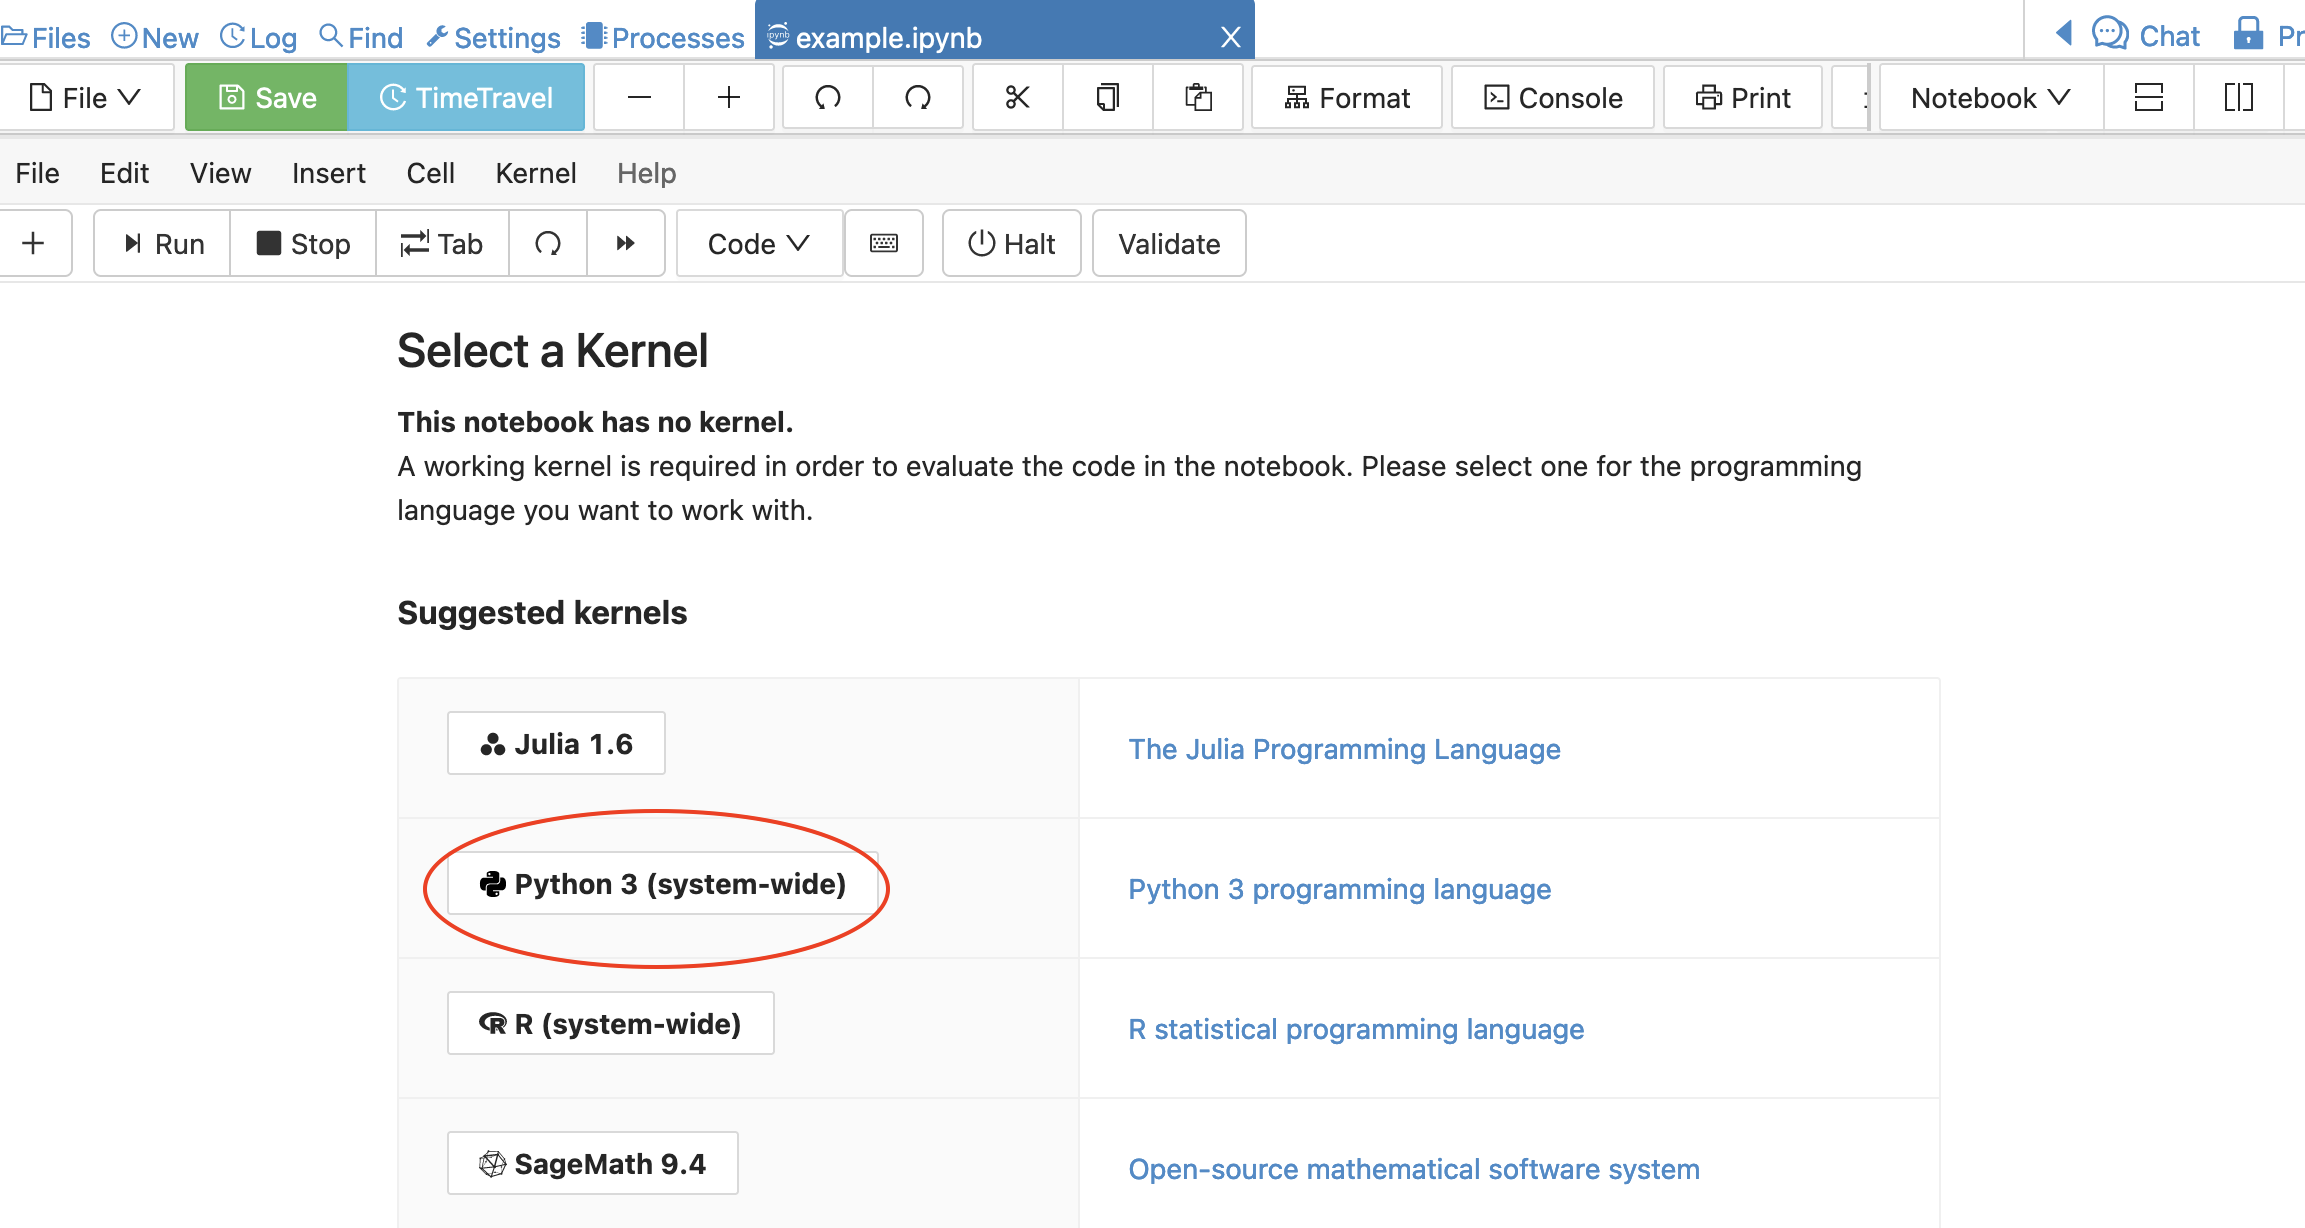 Files New Log Find Settings Processes example.ipynb X Chat Pr
File Save TimeTravel Format Console Print Notebook
File Edit View Insert Cell Kernel Help
Run Stop Tab Code Halt Validate
Select a Kernel
This notebook has no kernel.
A working kernel is required in order to evaluate the code in the notebook. Please select one for the programming
language you want to work with.
Suggested kernels
Julia 1.6 The Julia Programming Language
Python 3 (system-wide) Python 3 programming language
R (system-wide) R statistical programming language
SageMath 9.4 Open-source mathematical software system